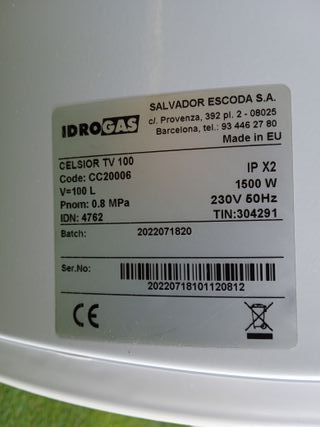 IDROGAS
SALVADOR ESCODA S.A.
c/. Provenza, 392 pl. 2 - 08025
Barcelona, tel.: 93 446 27 80
Made in EU
CELSIOR TV 100 IP X2
Code: CC20006 1500 W
V=100 L 230V 50Hz
Pnom: 0.8 MPa TIN:304291
IDN: 4762
Batch: 2022071820
Ser.No:
20220718101120812
CE